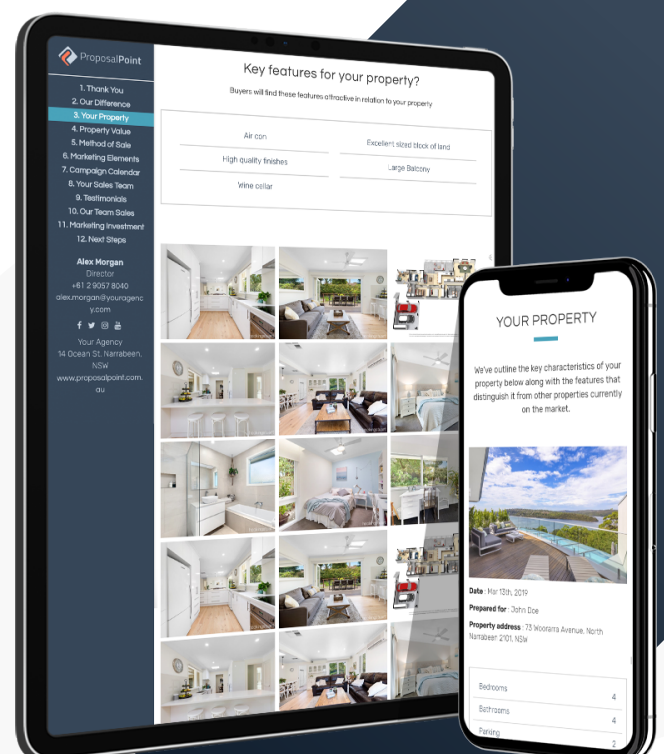 ProposalPoint
1. Thank You
2. Our Difference
3. Your Property
4. Property Value
5. Method of Sale
6. Marketing Elements
7. Campaign Calendar
8. Your Sales Team
9. Testimonials
10. Our Team Sales
11. Marketing Investment
12. Next Steps
Alex Morgan
Director
+61 2 9057 8040
alex.morgan@youragenc
y.com
Your Agency
14 Ocean St, Narrabeen,
NSW
www.proposalpoint.com.
au
Key features for your property?
Buyers will find these features attractive in relation to your property
Air con
Excellent sized block of land
High quality finishes
Large Balcony
Wine cellar
YOUR PROPERTY
We've outline the key characteristics of your
property below along with the features that
distinguish it from other properties currently
on the market.
Date : Mar 13th, 2019
Prepared for : John Doe
Property address : 73 Woorarra Avenue, North
Narrabeen 2101, NSW
Bedrooms 4
Bathrooms 4
Parking 2